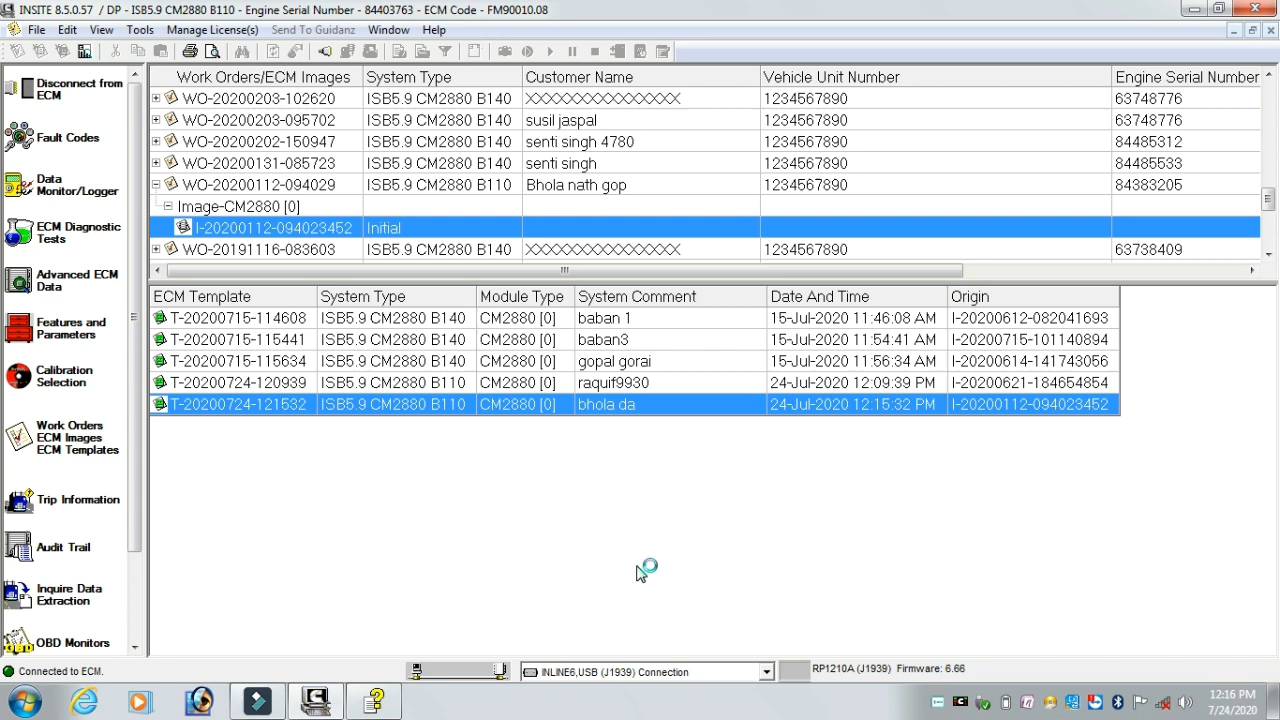 INSITE 8.5.0.57 / DP - ISB5.9 CM2880 B110 - Engine Serial Number - 84403763 - ECM Code - FM90010.08
File Edit View Tools Manage License(s) Send To Guidanz Window Help
Disconnect from
ECM
Fault Codes
Data
Monitor/Logger
ECM Diagnostic
Tests
Advanced ECM
Data
Features and
Parameters
Calibration
Selection
Work Orders
ECM Images
ECM Templates
Trip Information
Audit Trail
Inquire Data
Extraction
OBD Monitors
Work Orders/ECM Images System Type Customer Name Vehicle Unit Number Engine Serial Number
WO-20200203-102620 ISB5.9 CM2880 B140 XXXXXXXXXXXXXXXX 1234567890 63748776
WO-20200203-095702 ISB5.9 CM2880 B140 susil jaspal 1234567890 63748776
WO-20200202-150947 ISB5.9 CM2880 B140 senti singh 4780 1234567890 84485312
WO-20200131-085723 ISB5.9 CM2880 B140 senti singh 1234567890 84485533
WO-20200112-094029 ISB5.9 CM2880 B110 Bhola nath gop 1234567890 84383205
Image-CM2880 [0]
I-20200112-094023452 Initial
WO-20191116-083603 ISB5.9 CM2880 B140 XXXXXXXXXXXXXXXX 1234567890 63738409
ECM Template System Type Module Type System Comment Date And Time Origin
T-20200715-114608 ISB5.9 CM2880 B140 CM2880 [0] baban 1 15-Jul-2020 11:46:08 AM I-20200612-082041693
T-20200715-115441 ISB5.9 CM2880 B140 CM2880 [0] baban3 15-Jul-2020 11:54:41 AM I-20200715-101140894
T-20200715-115634 ISB5.9 CM2880 B140 CM2880 [0] gopal gorai 15-Jul-2020 11:56:34 AM I-20200614-141743056
T-20200724-120939 ISB5.9 CM2880 B110 CM2880 [0] raquif9930 24-Jul-2020 12:09:39 PM I-20200621-184654854
T-20200724-121532 ISB5.9 CM2880 B110 CM2880 [0] bhola da 24-Jul-2020 12:15:32 PM I-20200112-094023452
Connected to ECM. INLINE6,USB (J1939) Connection RP1210A (J1939) Firmware: 6.66
12:16 PM
7/24/2020